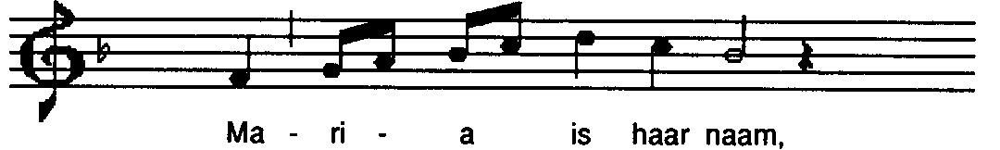 Ma - ri - a is haar naam,